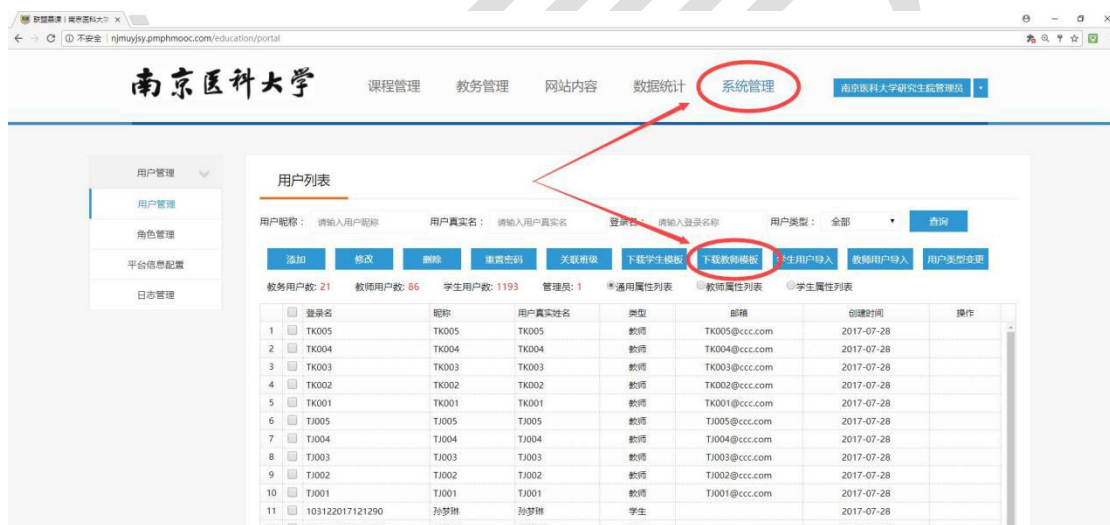 联盟慕课 | 南京医科大学
不安全 | njmuyjsy.pmphmooc.com/education/portal
南京医科大学 课程管理 教务管理 网站内容 数据统计 系统管理 南京医科大学研究生院管理员
用户管理
用户管理
角色管理
平台信息配置
日志管理
用户列表
用户昵称： 请输入用户昵称 用户真实名： 请输入用户真实名 登录名： 请输入登录名称 用户类型： 全部 查询
添加 修改 删除 重置密码 关联班级 下载学生模板 下载教师模板 学生用户导入 教师用户导入 用户类型变更
教务用户数: 21 教师用户数: 86 学生用户数: 1193 管理员: 1 通用属性列表 教师属性列表 学生属性列表
登录名 昵称 用户真实姓名 类型 邮箱 创建时间 操作
1 TK005 TK005 TK005 教师 TK005@ccc.com 2017-07-28
2 TK004 TK004 TK004 教师 TK004@ccc.com 2017-07-28
3 TK003 TK003 TK003 教师 TK003@ccc.com 2017-07-28
4 TK002 TK002 TK002 教师 TK002@ccc.com 2017-07-28
5 TK001 TK001 TK001 教师 TK001@ccc.com 2017-07-28
6 TJ005 TJ005 TJ005 教师 TJ005@ccc.com 2017-07-28
7 TJ004 TJ004 TJ004 教师 TJ004@ccc.com 2017-07-28
8 TJ003 TJ003 TJ003 教师 TJ003@ccc.com 2017-07-28
9 TJ002 TJ002 TJ002 教师 TJ002@ccc.com 2017-07-28
10 TJ001 TJ001 TJ001 教师 TJ001@ccc.com 2017-07-28
11 103122017121290 孙梦琳 孙梦琳 学生 2017-07-28